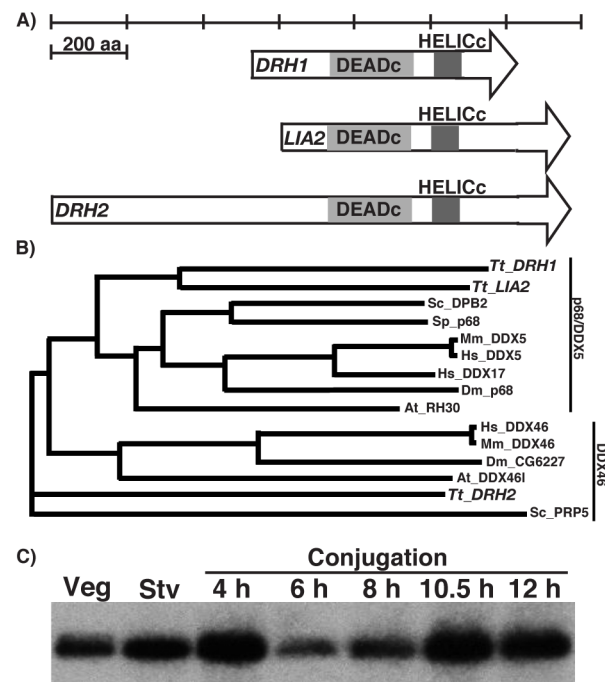 A)
200 aa
HELICc
DRH1 DEADc
HELICc
LIA2 DEADc
HELICc
DRH2 DEADc
B)
Tt_DRH1
Tt_LIA2
Sc_DPB2
Sp_p68
Mm_DDX5
Hs_DDX5
Hs_DDX17
Dm_p68
At_RH30
p68/DDX5
Hs_DDX46
Mm_DDX46
Dm_CG6227
At_DDX46l
Tt_DRH2
Sc_PRP5
DDX46
C)
Conjugation
Veg Stv 4 h 6 h 8 h 10.5 h 12 h